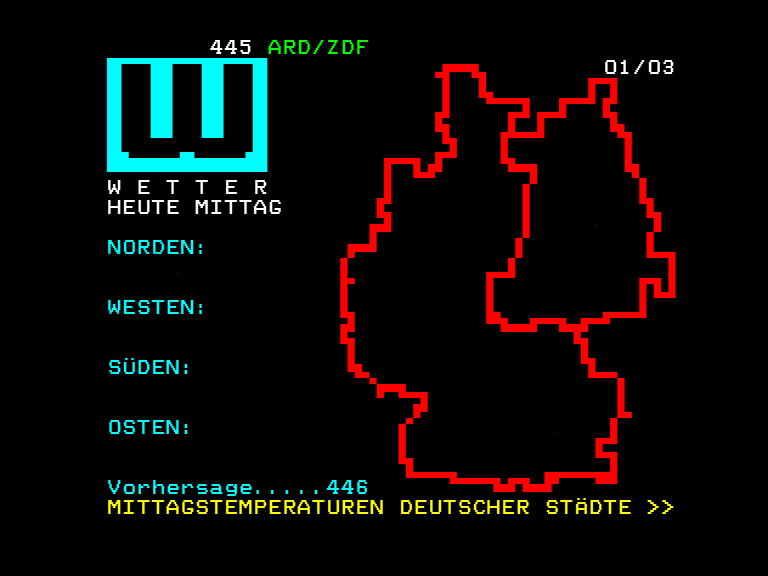 445 ARD/ZDF
01/03
W
W E T T E R
HEUTE MITTAG
NORDEN:
WESTEN:
SÜDEN:
OSTEN:
Vorhersage.....446
MITTAGSTEMPERATUREN DEUTSCHER STÄDTE >>